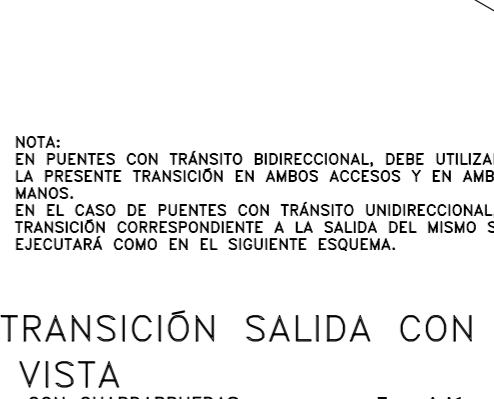 NOTA:
EN PUENTES CON TRÁNSITO BIDIRECCIONAL, DEBE
LA PRESENTE TRANSICIÓN EN AMBOS ACCESOS Y EN
MANOS.
EN EL CASO DE PUENTES CON TRÁNSITO UNIDIRECCIONAL,
TRANSICIÓN CORRESPONDIENTE A LA SALIDA DEL MISMO
EJECUTARÁ COMO EN EL SIGUIENTE ESQUEMA.
TRANSICIÓN SALIDA CON
VISTA